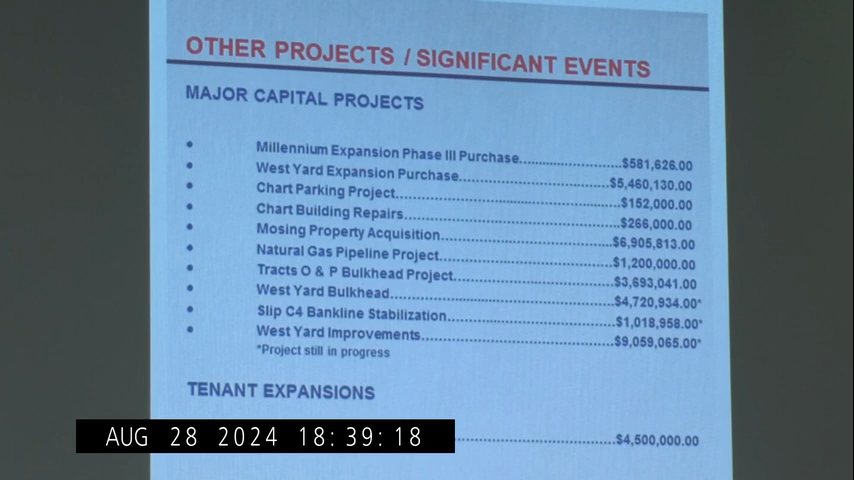 OTHER PROJECTS / SIGNIFICANT EVENTS
MAJOR CAPITAL PROJECTS
• Millennium Expansion Phase III Purchase..........................$581,626.00
• West Yard Expansion Purchase......................................$5,460,130.00
• Chart Parking Project.......................................................$152,000.00
• Chart Building Repairs.....................................................$266,000.00
• Mosing Property Acquisition...........................................$6,905,813.00
• Natural Gas Pipeline Project...........................................$1,200,000.00
• Tracts O & P Bulkhead Project........................................$3,693,041.00
• West Yard Bulkhead.......................................................$4,720,934.00*
• Slip C4 Bankline Stabilization.........................................$1,018,958.00*
• West Yard Improvements................................................$9,059,065.00*
*Project still in progress
TENANT EXPANSIONS
........................................$4,500,000.00
AUG 28 2024 18:39:18